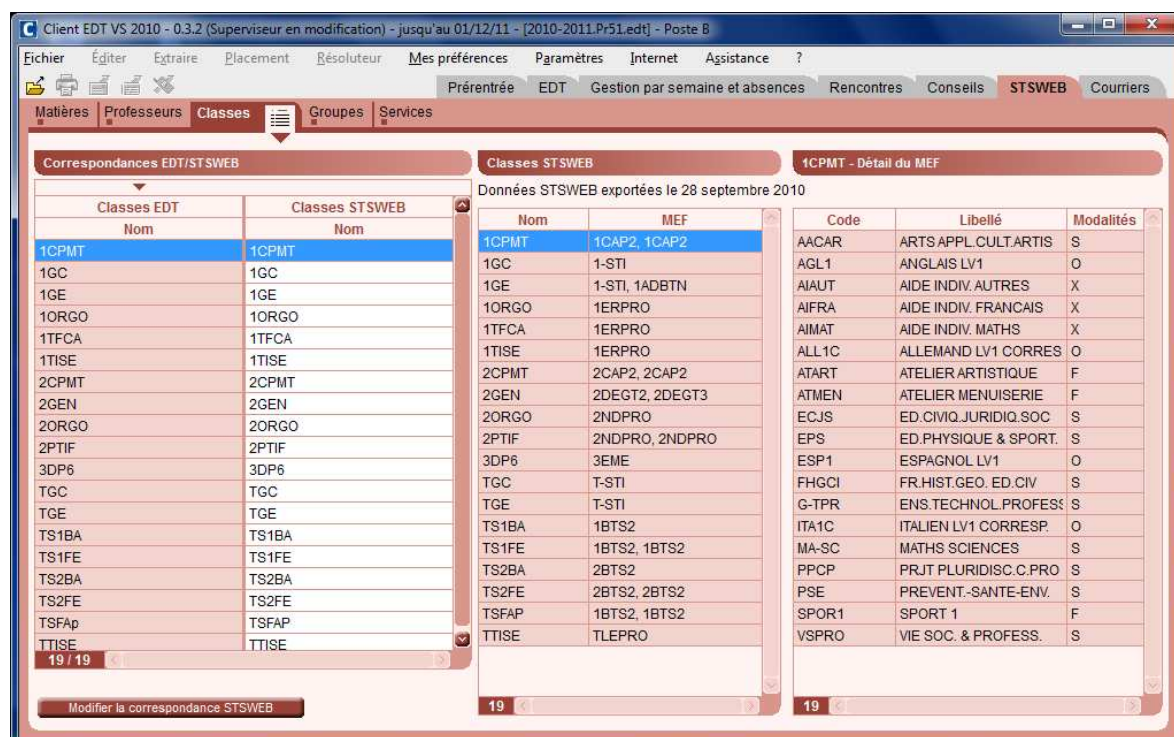 Client EDT VS 2010 - 0.3.2 (Superviseur en modification) - jusqu'au 01/12/11 - [2010-2011.Pr51.edt] - Poste B
Fichier Éditer Extraire Placement Résoluteur Mes préférences Paramètres Internet Assistance ?
Prérentrée EDT Gestion par semaine et absences Rencontres Conseils STSWEB Courriers
Matières Professeurs Classes Groupes Services
Correspondances EDT/STSWEB
Classes EDT Classes STSWEB
Nom Nom
1CPMT 1CPMT
1GC 1GC
1GE 1GE
1ORGO 1ORGO
1TFCA 1TFCA
1TISE 1TISE
2CPMT 2CPMT
2GEN 2GEN
2ORGO 2ORGO
2PTIF 2PTIF
3DP6 3DP6
TGC TGC
TGE TGE
TS1BA TS1BA
TS1FE TS1FE
TS2BA TS2BA
TS2FE TS2FE
TSFAp TSFAP
TTISE TTISE
19 / 19
Modifier la correspondance STSWEB
Classes STSWEB
Données STSWEB exportées le 28 septembre 2010
Nom MEF
1CPMT 1CAP2, 1CAP2
1GC 1-STI
1GE 1-STI, 1ADBTN
1ORGO 1ERPRO
1TFCA 1ERPRO
1TISE 1ERPRO
2CPMT 2CAP2, 2CAP2
2GEN 2DEGT2, 2DEGT3
2ORGO 2NDPRO
2PTIF 2NDPRO, 2NDPRO
3DP6 3EME
TGC T-STI
TGE T-STI
TS1BA 1BTS2
TS1FE 1BTS2, 1BTS2
TS2BA 2BTS2
TS2FE 2BTS2, 2BTS2
TSFAP 1BTS2, 1BTS2
TTISE TLEPRO
19
1CPMT - Détail du MEF
Code Libellé Modalités
AACAR ARTS APPL.CULT.ARTIS S
AGL1 ANGLAIS LV1 O
AIAUT AIDE INDIV. AUTRES X
AIFRA AIDE INDIV. FRANCAIS X
AIMAT AIDE INDIV. MATHS X
ALL1C ALLEMAND LV1 CORRES O
ATART ATELIER ARTISTIQUE F
ATMEN ATELIER MENUISERIE F
ECJS ED.CIVIQ.JURIDIQ.SOC S
EPS ED.PHYSIQUE & SPORT. S
ESP1 ESPAGNOL LV1 O
FHGCI FR.HIST.GEO. ED.CIV S
G-TPR ENS.TECHNOL.PROFESS S
ITA1C ITALIEN LV1 CORRESP. O
MA-SC MATHS SCIENCES S
PPCP PRJT PLURIDISC.C.PRO S
PSE PREVENT.-SANTE-ENV. S
SPOR1 SPORT 1 F
VSPRO VIE SOC. & PROFESS. S
19